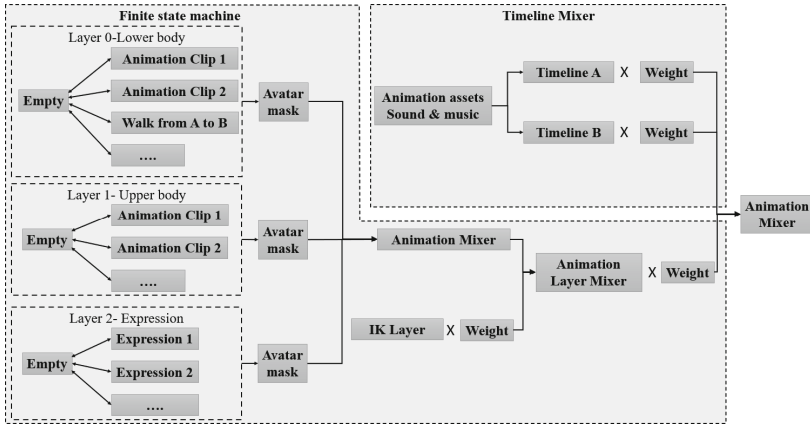 Finite state machine
Layer 0-Lower body
Empty
Animation Clip 1
Animation Clip 2
Walk from A to B
....
Avatar
mask
Layer 1- Upper body
Empty
Animation Clip 1
Animation Clip 2
....
Avatar
mask
Layer 2- Expression
Empty
Expression 1
Expression 2
....
Avatar
mask
Animation Mixer
IK Layer X Weight
Animation
Layer Mixer
X Weight
Timeline Mixer
Animation assets
Sound & music
Timeline A X Weight
Timeline B X Weight
Animation
Mixer